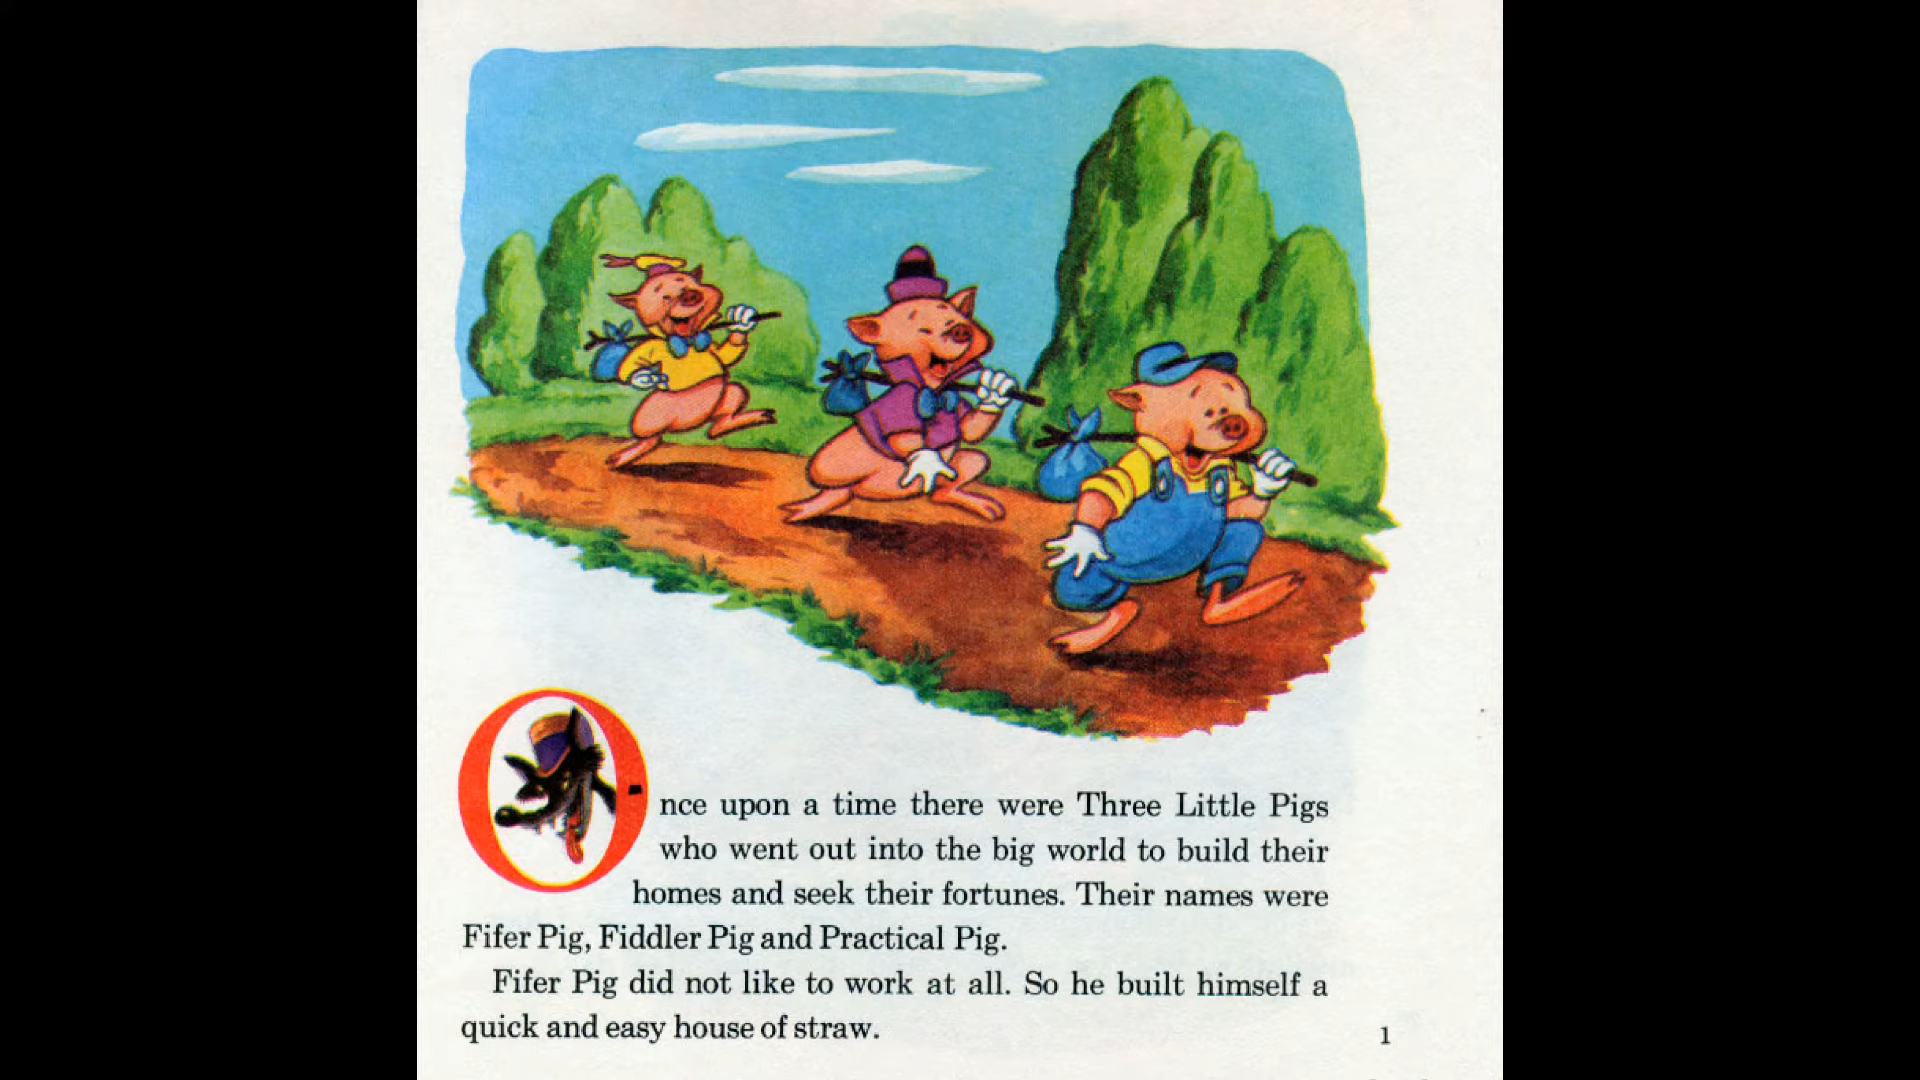 Once upon a time there were Three Little Pigs
who went out into the big world to build their
homes and seek their fortunes. Their names were
Fifer Pig, Fiddler Pig and Practical Pig.
Fifer Pig did not like to work at all. So he built himself a
quick and easy house of straw.
1